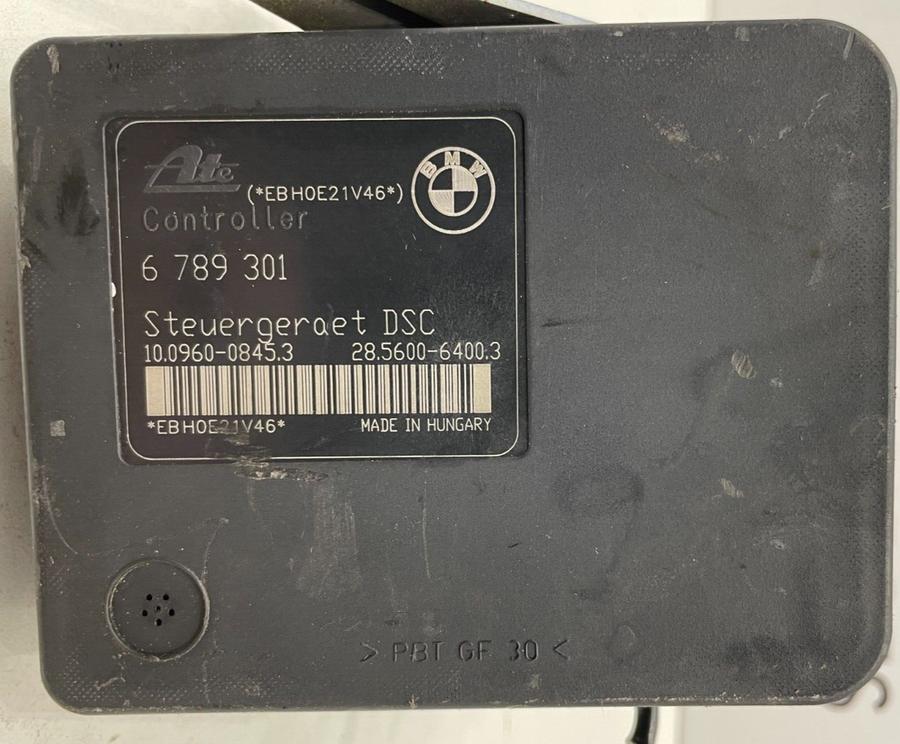 Ate
(*EBH0E21V46*)
BMW
Controller
6 789 301
Steuergeraet DSC
10.0960-0845.3 28.5600-6400.3
*EBH0E21V46* MADE IN HUNGARY
> PBT GF 30 <